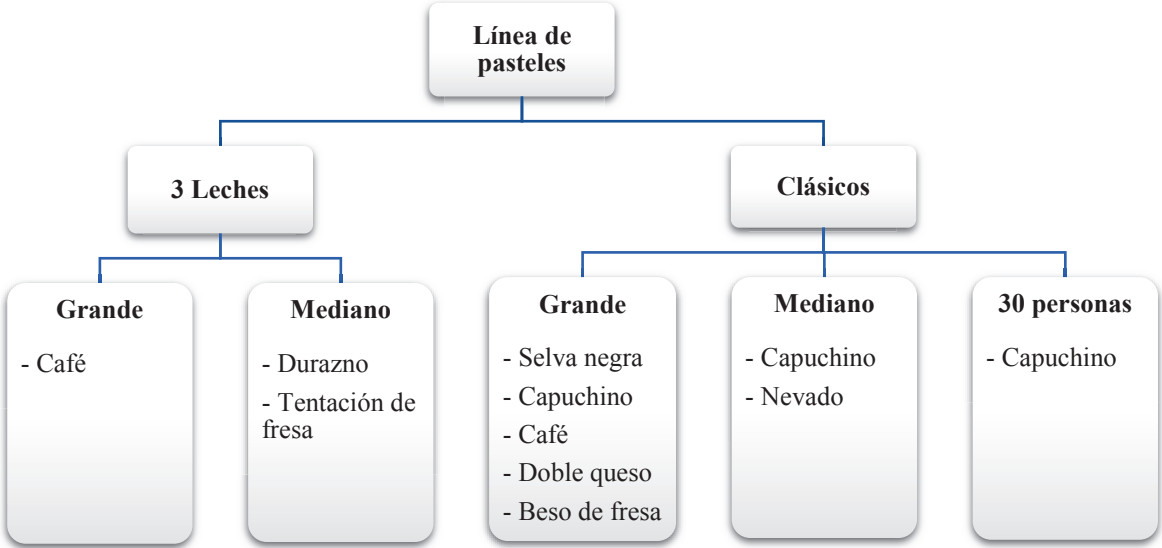 Línea de
pasteles
3 Leches
Clásicos
Grande
- Café
Mediano
- Durazno
- Tentación de
fresa
Grande
- Selva negra
- Capuchino
- Café
- Doble queso
- Beso de fresa
Mediano
- Capuchino
- Nevado
30 personas
- Capuchino